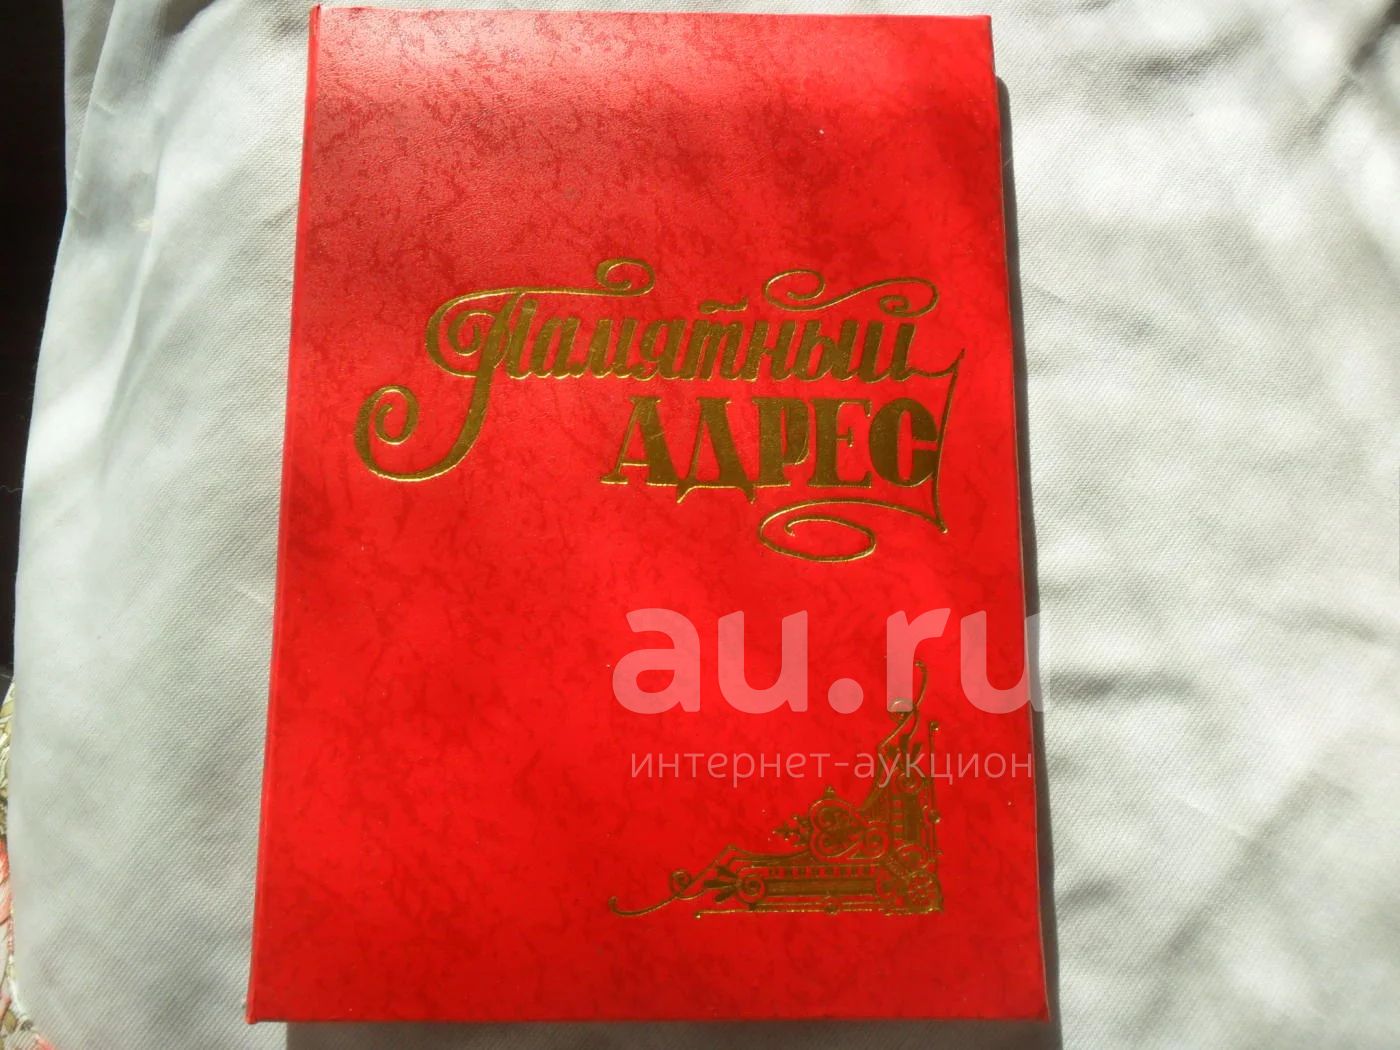 Памятный
АДРЕС
au.ru
интернет-аукцион